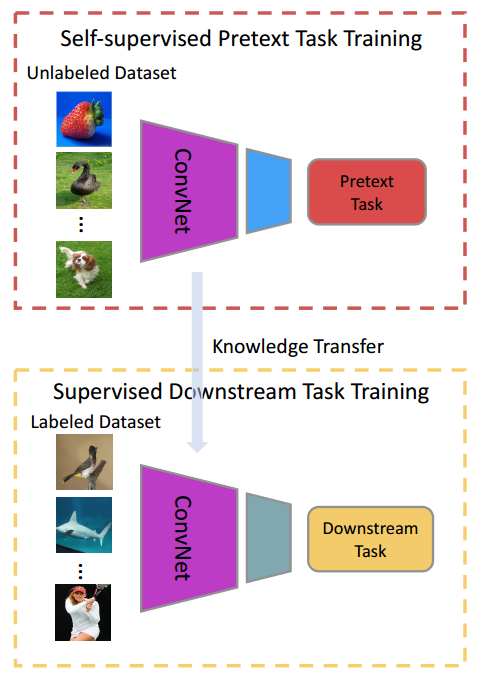 Self-supervised Pretext Task Training
Unlabeled Dataset
ConvNet
Pretext
Task
Knowledge Transfer
Supervised Downstream Task Training
Labeled Dataset
ConvNet
Downstream
Task